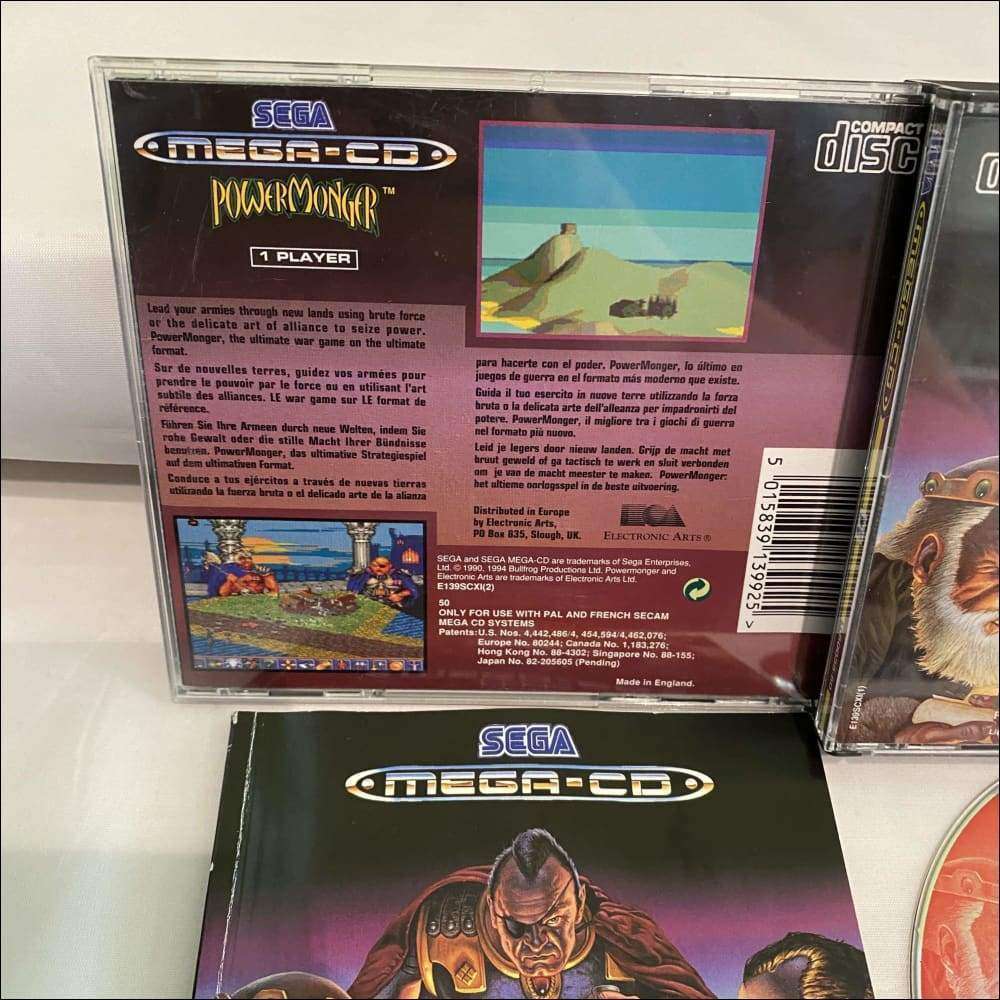 SEGA
MEGA-CD
POWERMONGER™
1 PLAYER
COMPACT
disc
Lead your armies through new lands using brute force
or the delicate art of alliance to seize power.
PowerMonger, the ultimate war game on the ultimate
format.
Sur de nouvelles terres, guidez vos armées pour
prendre le pouvoir par le force ou en utilisant l'art
subtile des alliances. LE war game sur LE format de
référence.
Führen Sie Ihre Armeen durch neue Welten, indem Sie
rohe Gewalt oder die stille Macht Ihrer Bündnisse
benutzen. PowerMonger, das ultimative Strategiespiel
auf dem ultimativen Format.
Conduce a tus ejércitos a través de nuevas tierras
utilizando la fuerza bruta o el delicado arte de la alianza
para hacerte con el poder. PowerMonger, lo último en
juegos de guerra en el formato más moderno que existe.
Guida il tuo esercito in nuove terre utilizzando la forza
bruta o la delicata arte dell'alleanza per impadronirti del
potere. PowerMonger, il migliore tra i giochi di guerra
nel formato più nuovo.
Leid je legers door nieuw landen. Grijp de macht met
bruut geweld of ga tactisch te werk en sluit verbonden
om je van de macht meester te maken. PowerMonger:
het ultieme oorlogsspel in de beste uitvoering.
Distributed in Europe
by Electronic Arts,
PO Box 835, Slough, UK.
ELECTRONIC ARTS®
SEGA and SEGA MEGA-CD are trademarks of Sega Enterprises,
Ltd. © 1990, 1994 Bullfrog Productions Ltd. Powermonger and
Electronic Arts are trademarks of Electronic Arts Ltd.
E139SCXI(2)
50
ONLY FOR USE WITH PAL AND FRENCH SECAM
MEGA CD SYSTEMS
Patents: U.S. Nos. 4,442,486/4, 454,594/4,462,076;
Europe No. 80244; Canada No. 1,183,276;
Hong Kong No. 88-4302; Singapore No. 88-155;
Japan No. 82-205605 (Pending)
Made in England.
5 015839 139925 >
MEGA-CD
E139SCXI(1)
SEGA
MEGA-CD